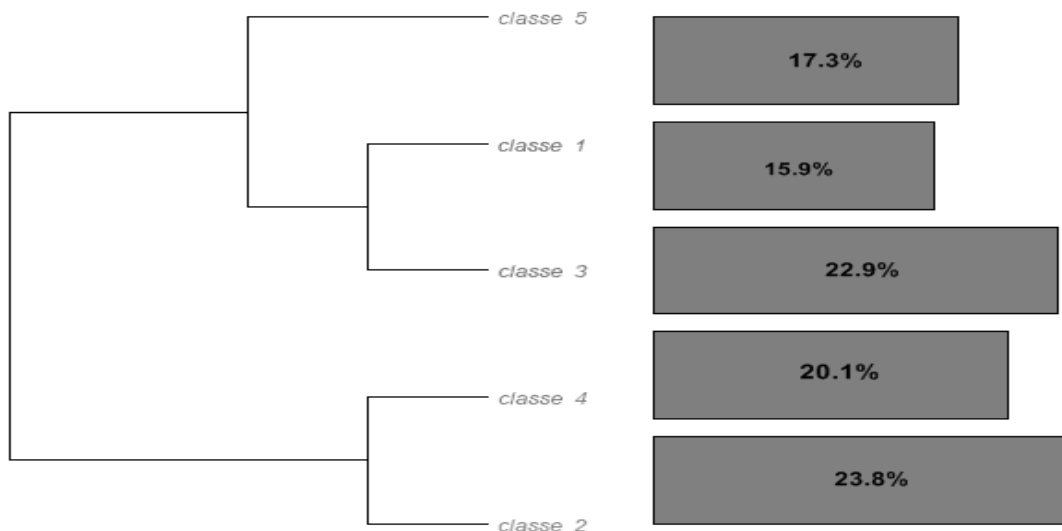 classe 5
17.3%
classe 1
15.9%
classe 3
22.9%
classe 4
20.1%
classe 2
23.8%